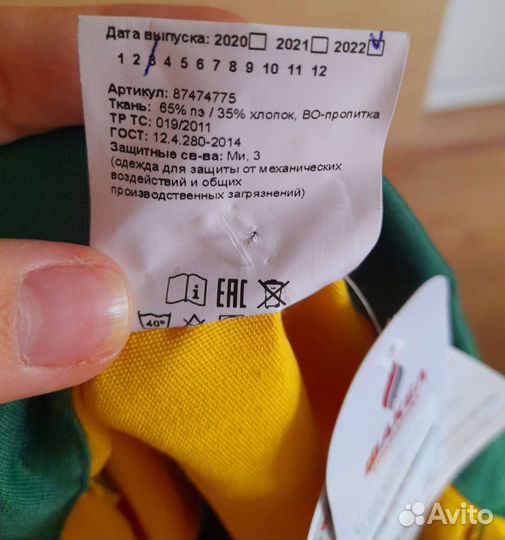 Дата выпуска: 2020 2021 2022
1 2 3 4 5 6 7 8 9 10 11 12
Артикул: 87474775
Ткань: 65% пэ / 35% хлопок, ВО-пропитка
ТР ТС: 019/2011
ГОСТ: 12.4.280-2014
Защитные св-ва: Ми, З
(одежда для защиты от механических
воздействий и общих
производственных загрязнений)
i EAC
40°
Avito